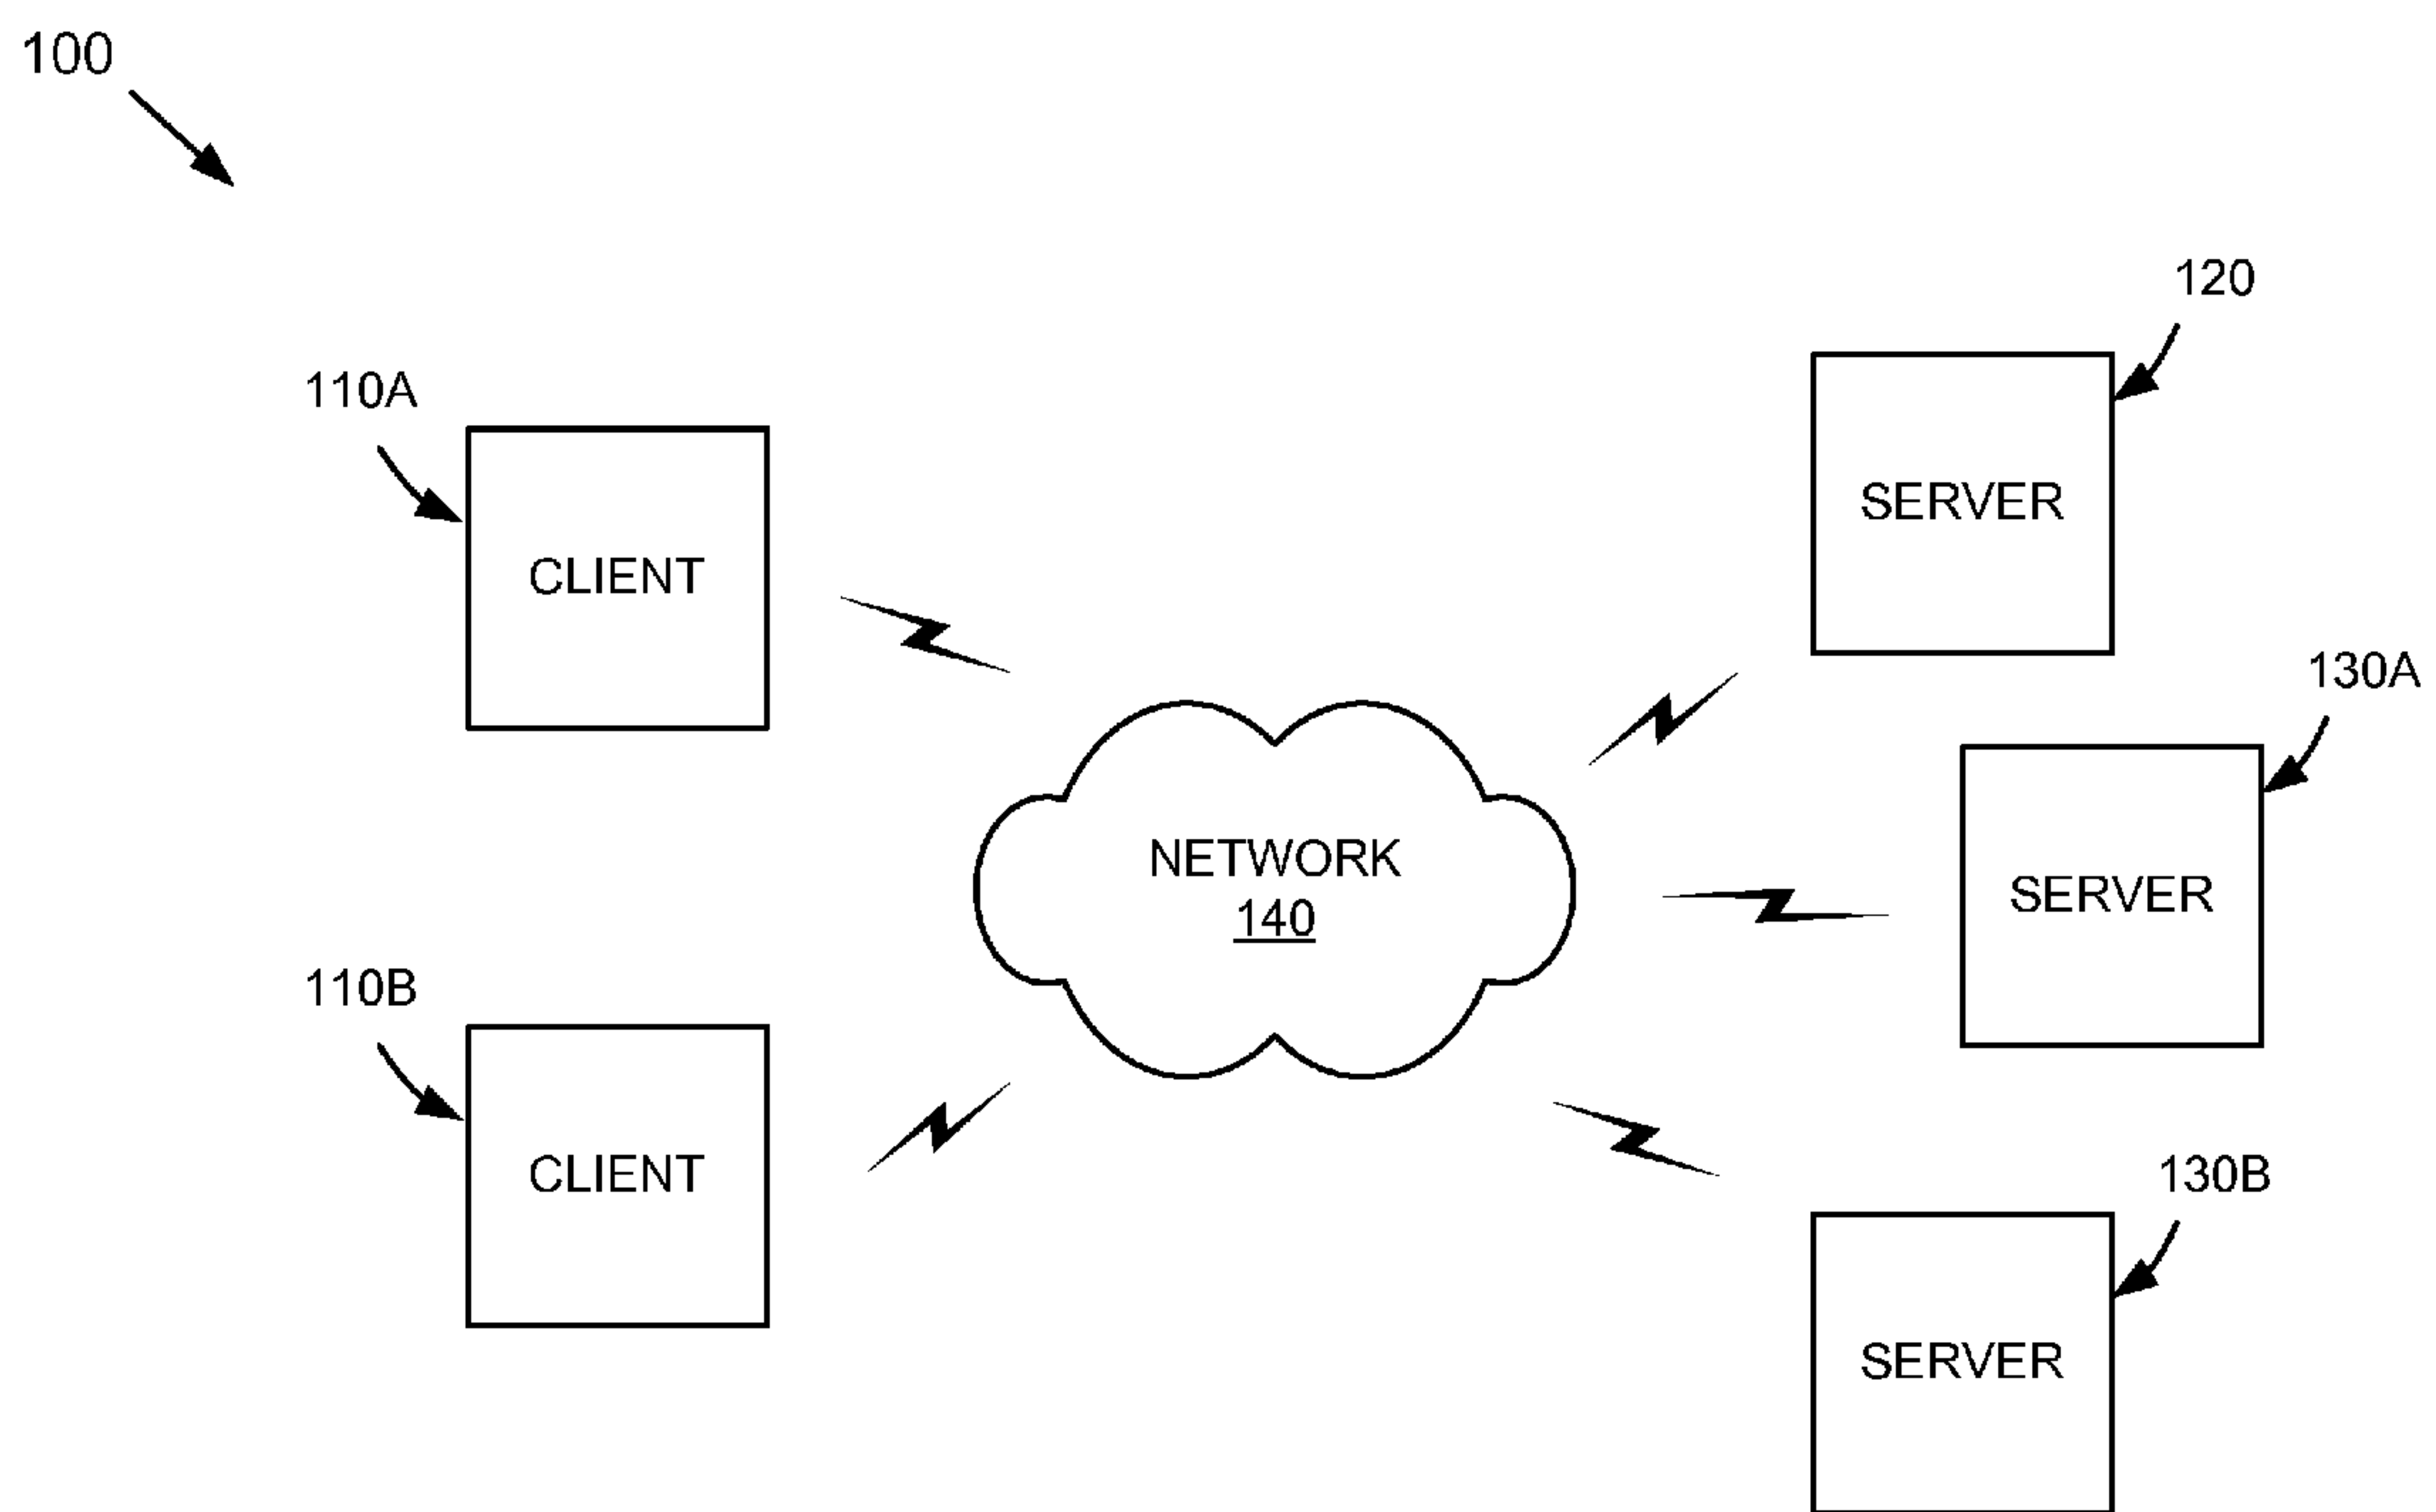 100
120
110A
SERVER
CLIENT
130A
NETWORK
140
SERVER
110B
CLIENT
130B
SERVER